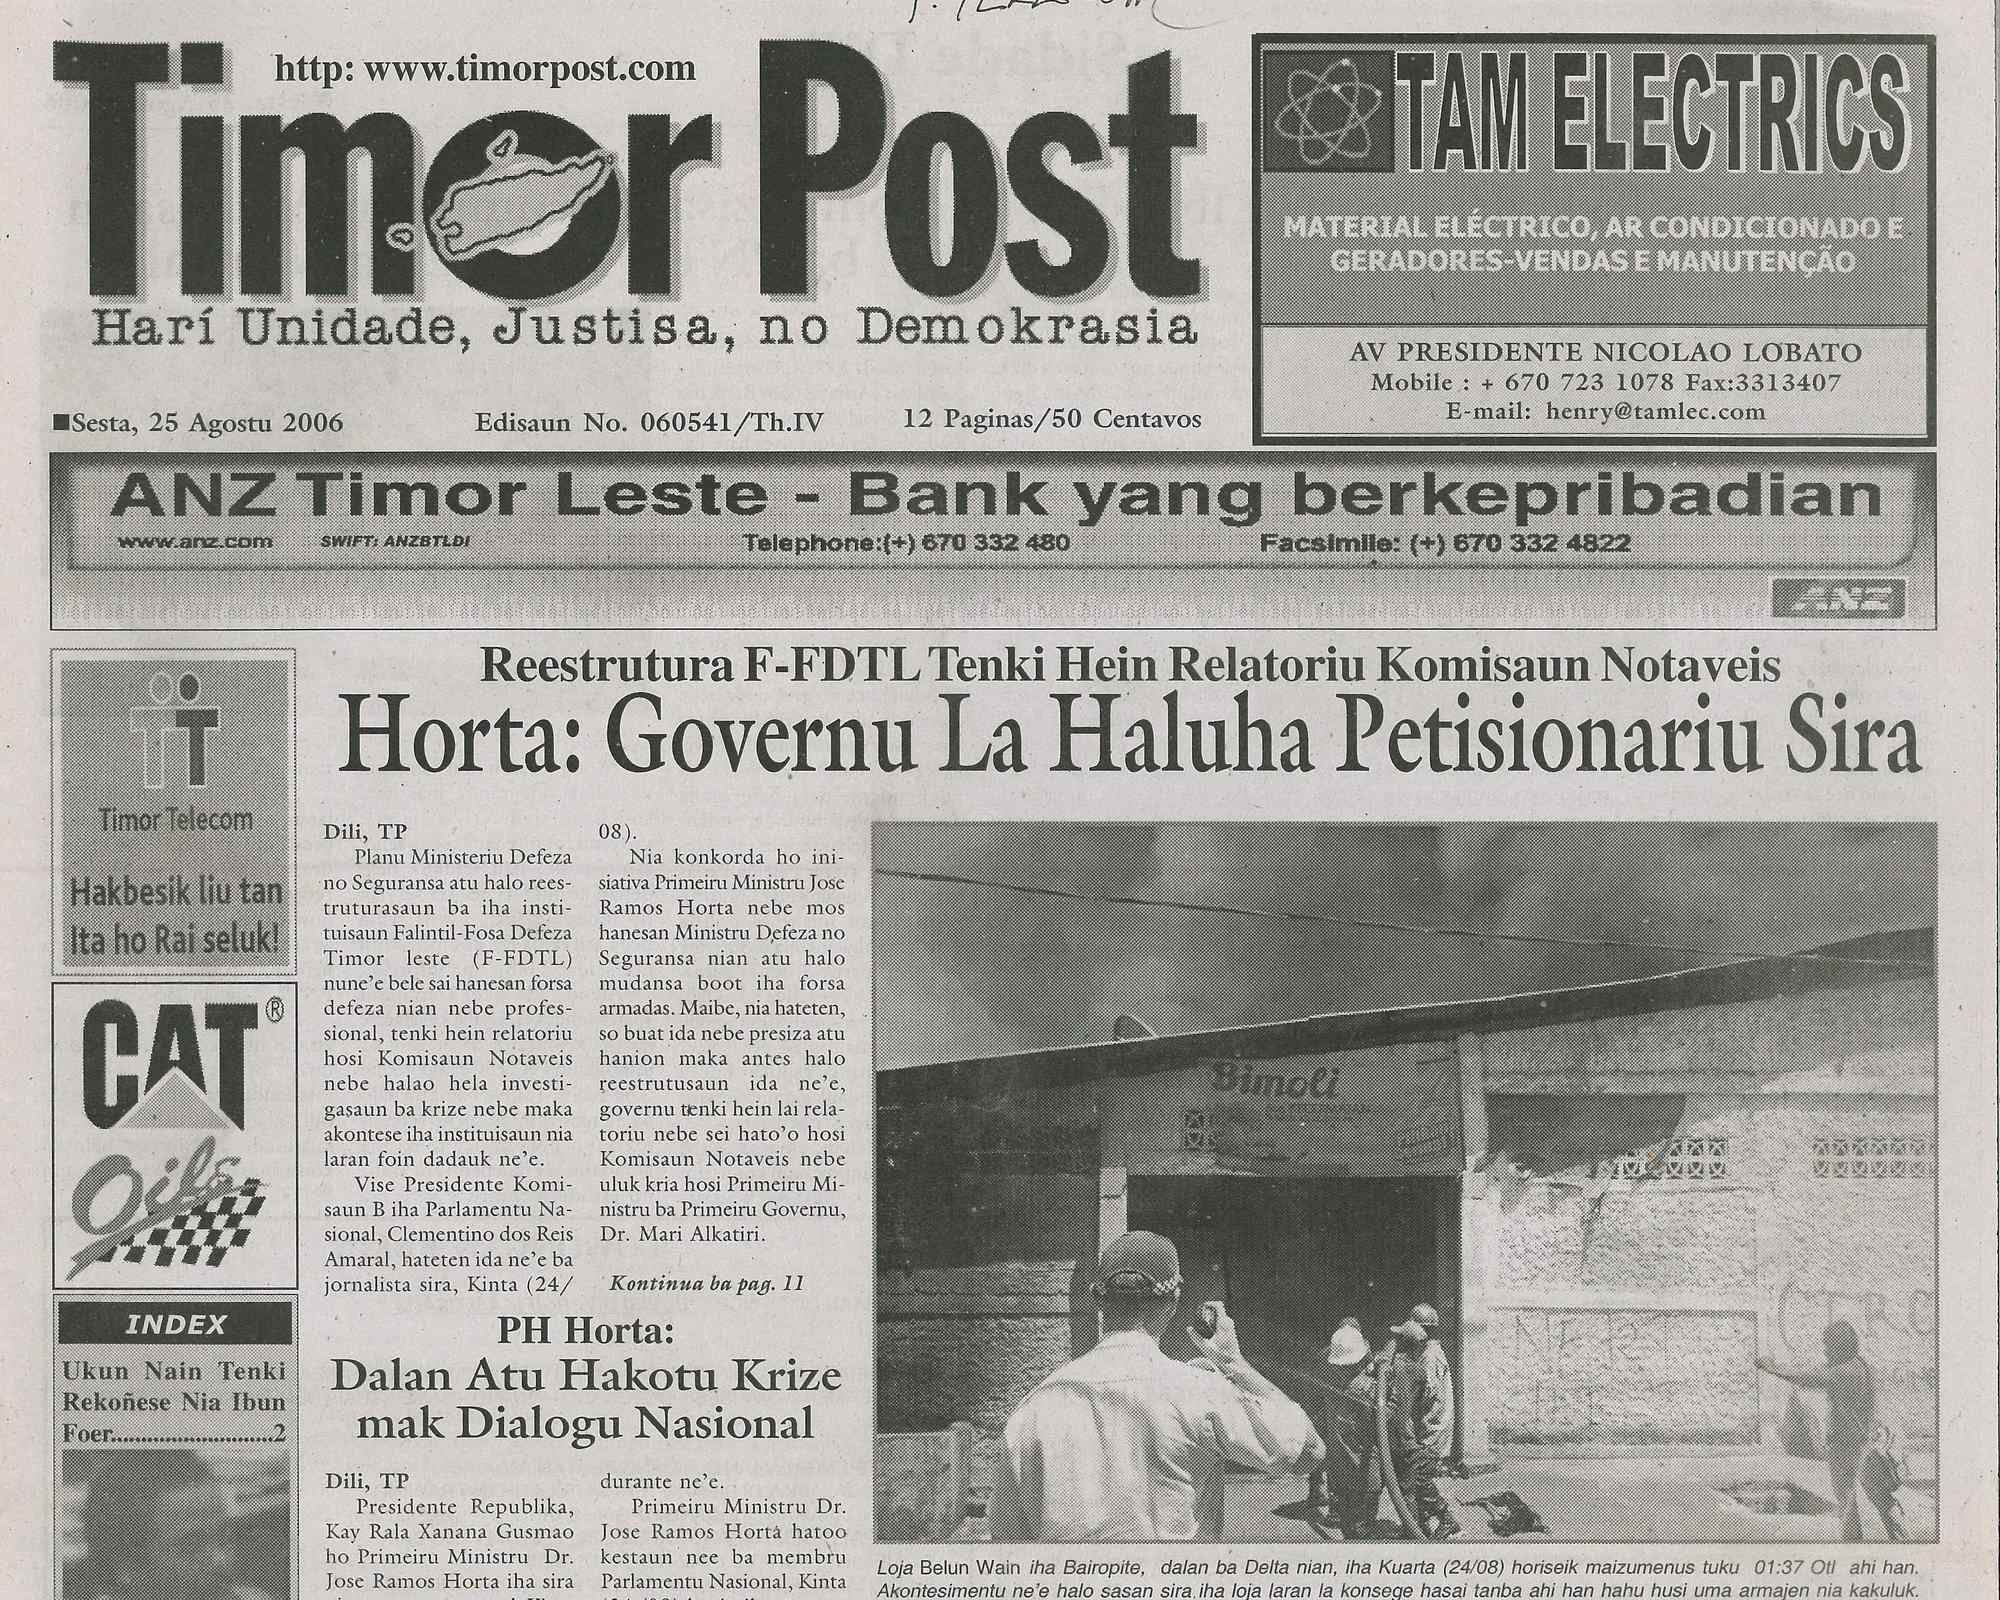 http: www.timorpost.com
Timor Post
Harí Unidade, Justisa, no Demokrasia
Sesta, 25 Agostu 2006
Edisaun No. 060541/Th.IV
12 Paginas/50 Centavos
TAM ELECTRICS
MATERIAL ELÉCTRICO, AR CONDICIONADO E
GERADORES-VENDAS E MANUTENÇÃO
AV PRESIDENTE NICOLAO LOBATO
Mobile : + 670 723 1078 Fax:3313407
E-mail: henry@tamlec.com
ANZ Timor Leste - Bank yang berkepribadian
www.anz.com
SWIFT: ANZBTLDI
Telephone:(+) 670 332 480
Facsimile: (+) 670 332 4822
ANZ
Timor Telecom
Hakbesik liu tan
Ita ho Rai seluk!
CAT®
Oils
INDEX
Ukun Nain Tenki
Rekoñese Nia Ibun
Foer............................2
Reestrutura F-FDTL Tenki Hein Relatoriu Komisaun Notaveis
Horta: Governu La Haluha Petisionariu Sira
Dili, TP
Planu Ministeriu Defeza
no Seguransa atu halo rees-
truturasaun ba iha insti-
tuisaun Falintil-Fosa Defeza
Timor leste (F-FDTL)
nune'e bele sai hanesan forsa
defeza nian nebe profes-
sional, tenki hein relatoriu
hosi Komisaun Notaveis
nebe halao hela investi-
gasaun ba krize nebe maka
akontese iha instituisaun nia
laran foin dadauk ne'e.
Vise Presidente Komi-
saun B iha Parlamentu Na-
sional, Clementino dos Reis
Amaral, hateten ida ne'e ba
jornalista sira, Kinta (24/
08).
Nia konkorda ho ini-
siativa Primeiru Ministru Jose
Ramos Horta nebe mos
hanesan Ministru Defeza no
Seguransa nian atu halo
mudansa boot iha forsa
armadas. Maibe, nia hateten,
so buat ida nebe presiza atu
hanion maka antes halo
reestrutusaun ida ne'e,
governu tenki hein lai rela-
toriu nebe sei hato'o hosi
Komisaun Notaveis nebe
uluk kria hosi Primeiru Mi-
nistru ba Primeiru Governu,
Dr. Mari Alkatiri.
Kontinua ba pag. 11
PH Horta:
Dalan Atu Hakotu Krize
mak Dialogu Nasional
Dili, TP
Presidente Republika,
Kay Rala Xanana Gusmao
ho Primeiru Ministru Dr.
Jose Ramos Horta iha sira
durante ne'e.
Primeiru Ministru Dr.
Jose Ramos Horta hatoo
kestaun nee ba membru
Parlamentu Nasional, Kinta
Bimoli
Loja Belun Wain iha Bairopite, dalan ba Delta nian, iha Kuarta (24/08) horiseik maizumenus tuku 01:37 Otl ahi han.
Akontesimentu ne'e halo sasan sira iha loja laran la konsege hasai tanba ahi han hahu husi uma armajen nia kakuluk.